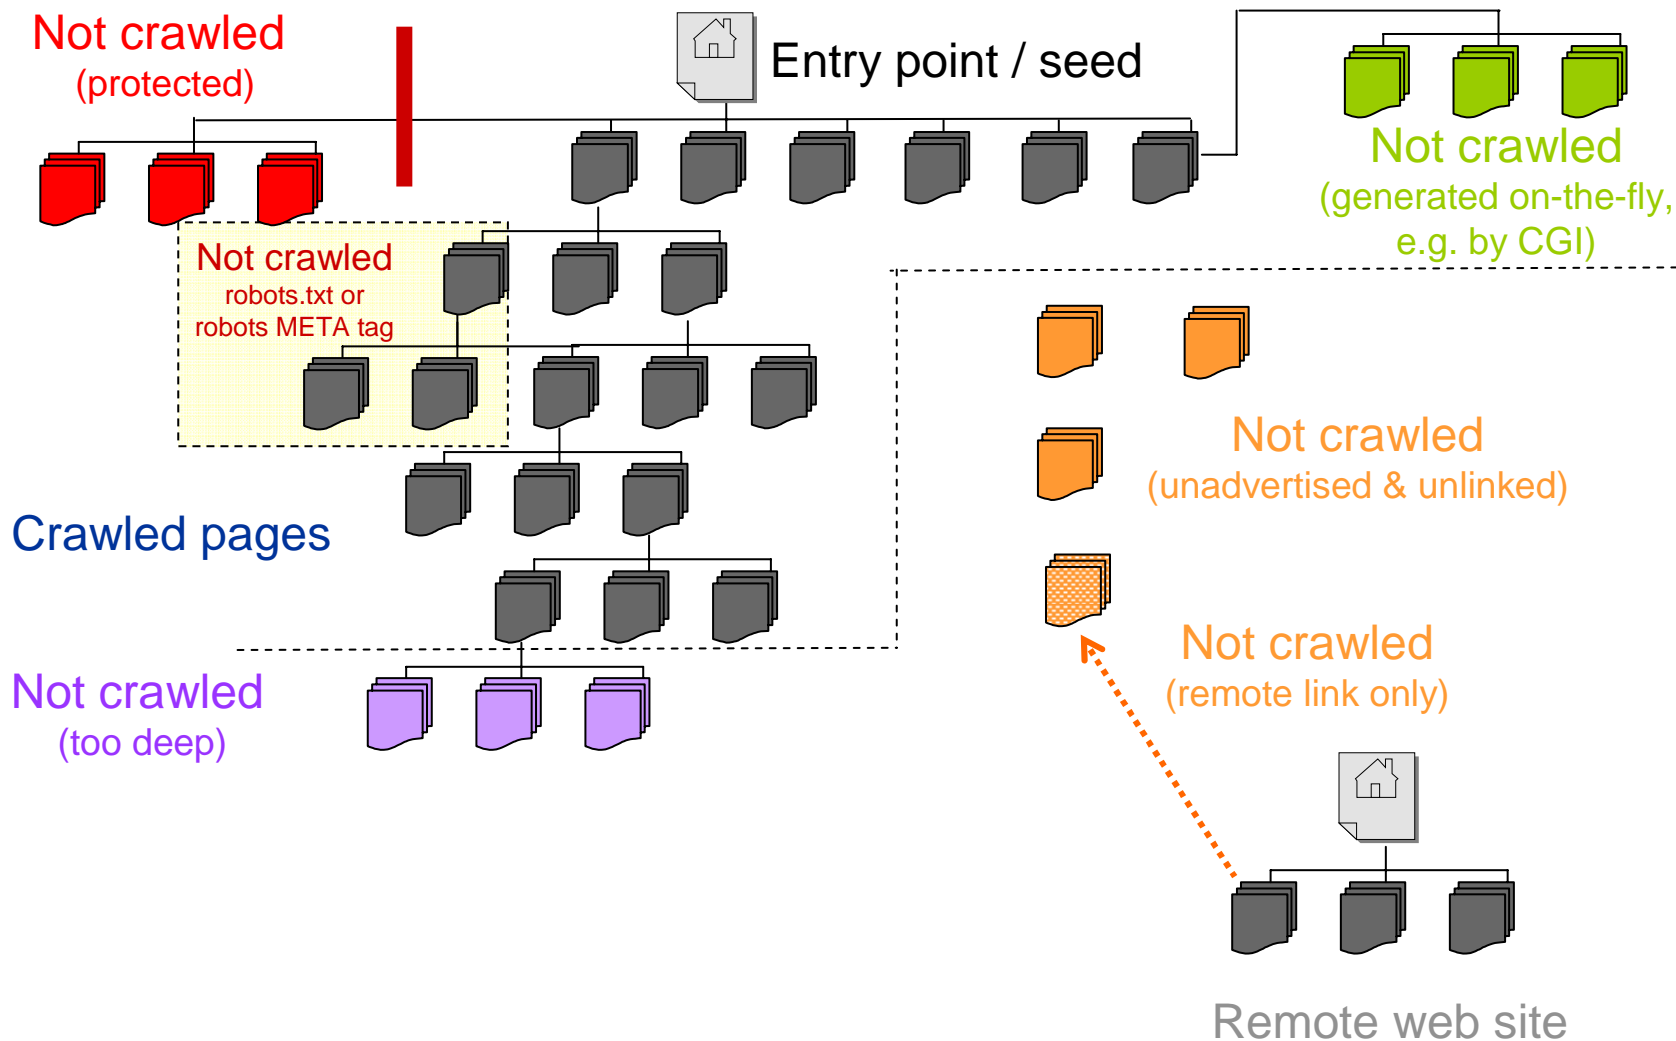 Not crawled
(protected)
Entry point / seed
Not crawled
(generated on-the-fly,
e.g. by CGI)
Not crawled
robots.txt or
robots META tag
Not crawled
(unadvertised & unlinked)
Crawled pages
Not crawled
(remote link only)
Not crawled
(too deep)
Remote web site